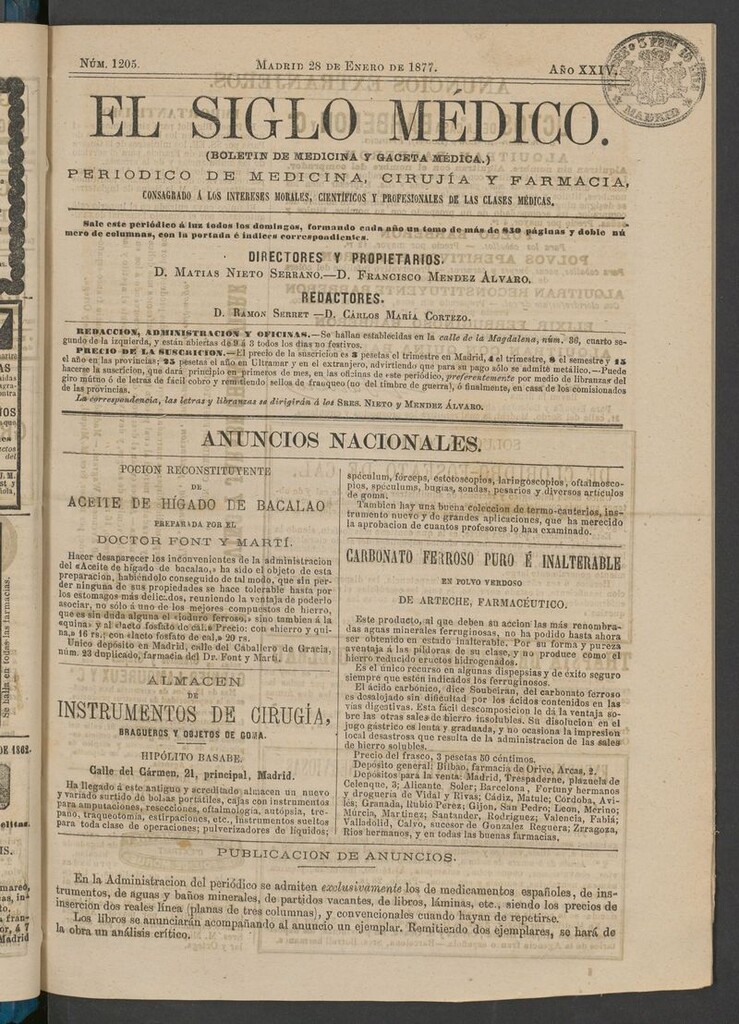 NÚM. 1205.
MADRID 28 DE ENERO DE 1877.
AÑO XXIV.
EL SIGLO MÉDICO.
(BOLETIN DE MEDICINA Y GACETA MÉDICA.)
PERIÓDICO DE MEDICINA, CIRUJÍA Y FARMACIA,
CONSAGRADO Á LOS INTERESES MORALES, CIENTÍFICOS Y PROFESIONALES DE LAS CLASES MÉDICAS.
Sale este periódico á luz todos los domingos, formando cada año un tomo de más de 830 páginas y doble nú
mero de columnas, con la portada é índices correspondientes.
DIRECTORES Y PROPIETARIOS.
D. MATIAS NIETO SERRANO.—D. FRANCISCO MENDEZ ÁLVARO.
REDACTORES.
D. RAMON SERRET—D. CÁRLOS MARÍA CORTEZO.
REDACCION, ADMINISTRACION Y OFICINAS.—Se hallan establecidas en la calle de la Magdalena, núm. 36, cuarto se-
gundo de la izquierda, y están abiertas de 9 á 3 todos los dias no festivos.
PRECIO DE LA SUSCRICION.—El precio de la suscricion es 3 pesetas el trimestre en Madrid, 4 el trimestre, 8 el semestre y 15
el año en las provincias; 25 pesetas el año en Ultramar y en el extranjero, advirtiendo que para su pago sólo se admite metálico.—Puede
hacerse la suscricion, que dará principio en primeros de mes, en las oficinas de este periódico, preferentemente por medio de libranzas del
giro mútuo ó de letras de fácil cobro y remitiendo sellos de franqueo (no del timbre de guerra), ó finalmente, en casa de los comisionados
de las provincias.
La correspondencia, las letras y libranzas se dirigirán á los SRES. NIETO y MENDEZ ÁLVARO.
ANUNCIOS NACIONALES.
POCION RECONSTITUYENTE
DE
ACEITE DE HÍGADO DE BACALAO
PREPARADA POR EL
DOCTOR FONT Y MARTÍ.
Hacer desaparecer los inconvenientes de la administracion
del «Aceite de hígado de bacalao,» ha sido el objeto de esta
preparacion, habiéndolo conseguido de tal modo, que sin per-
der ninguna de sus propiedades se hace tolerable hasta por
los estómagos más delicados, reuniendo la ventaja de poderlo
asociar, no sólo á uno de los mejores compuestos de hierro,
que es sin duda alguna el «ioduro ferroso,» sino tambien á la
«quina» y al «lacto fosfato de cal.» Precio: con «hierro y qui-
na,» 16 rs.; con «lacto fosfato de cal,» 20 rs.
Único depósito en Madrid, calle del Caballero de Gracia,
núm. 23 duplicado, farmacia del Dr. Font y Martí.
ALMACEN
DE
INSTRUMENTOS DE CIRUGÍA,
BRAGUEROS Y OBJETOS DE GOMA.
HIPÓLITO BASABE.
Calle del Cármen, 21, principal, Madrid.
Ha llegado á este antiguo y acreditado almacen un nuevo
y variado surtido de bolsas portátiles, cajas con instrumentos
para amputaciones, resecciones, oftalmología, autópsia, tré-
pano, traqueotomía, estirpaciones, etc., instrumentos sueltos
para toda clase de operaciones; pulverizadores de líquidos;
spéculum, fórceps, estetoscopios, laringoscopios, oftalmosco-
pios, speculums, bugías, sondas, pesarios y diversos artículos
de goma.
Tambien hay una buena coleccion de termo-cauterios, ins-
trumento nuevo y de grandes aplicaciones, que ha merecido
la aprobacion de cuantos profesores lo han examinado.
CARBONATO FERROSO PURO É INALTERABLE
EN POLVO VERDOSO
DE ARTECHE, FARMACÉUTICO.
Este producto, al que deben su accion las más renombra-
das aguas minerales ferruginosas, no ha podido hasta ahora
ser obtenido en estado inalterable. Por su forma y pureza
aventaja á las píldoras de su clase, y no produce como el
hierro reducido eructos hidrogenados.
Es el único recurso en algunas dispepsias y de éxito seguro
siempre que estén indicados los ferruginosos.
El ácido carbónico, dice Soubeiran, del carbonato ferroso
es desalojado sin dificultad por los ácidos contenidos en las
vias digestivas. Esta fácil descomposicion le dá la ventaja so-
bre las otras sales de hierro insolubles. Su disolucion en el
jugo gástrico es lenta y graduada, y no ocasiona la impresion
local desastrosa que resulta de la administracion de las sales
de hierro solubles.
Precio del frasco, 3 pesetas 50 céntimos.
Depósito general: Bilbao, farmacia de Orive, Arcas, 2.
Depósitos para la venta: Madrid, Trespaderne, plazuela de
Celenque, 3; Alicante, Soler; Barcelona, Fortuny hermanos
y droguería de Vidal y Rivas; Cádiz, Matute; Córdoba, Avi-
lés; Granada, Rubio Perez; Gijon, San Pedro; Leon, Merino;
Múrcia, Martinez; Santander, Rodriguez; Valencia, Fabiá;
Valladolid, Calvo, sucesor de Gonzalez Reguera; Zaragoza,
Rios hermanos, y en todas las buenas farmacias.
PUBLICACION DE ANUNCIOS.
En la Administracion del periódico se admiten exclusivamente los de medicamentos españoles, de ins-
trumentos, de aguas y baños minerales, de partidos vacantes, de libros, láminas, etc., siendo los precios de
insercion dos reales línea (planas de tres columnas), y convencionales cuando hayan de repetirse.
Los libros se anunciarán acompañando al anuncio un ejemplar. Remitiendo dos ejemplares, se hará de
la obra un análisis crítico.
Se halla en todas las farmacias.
DE 1862.
MADRID